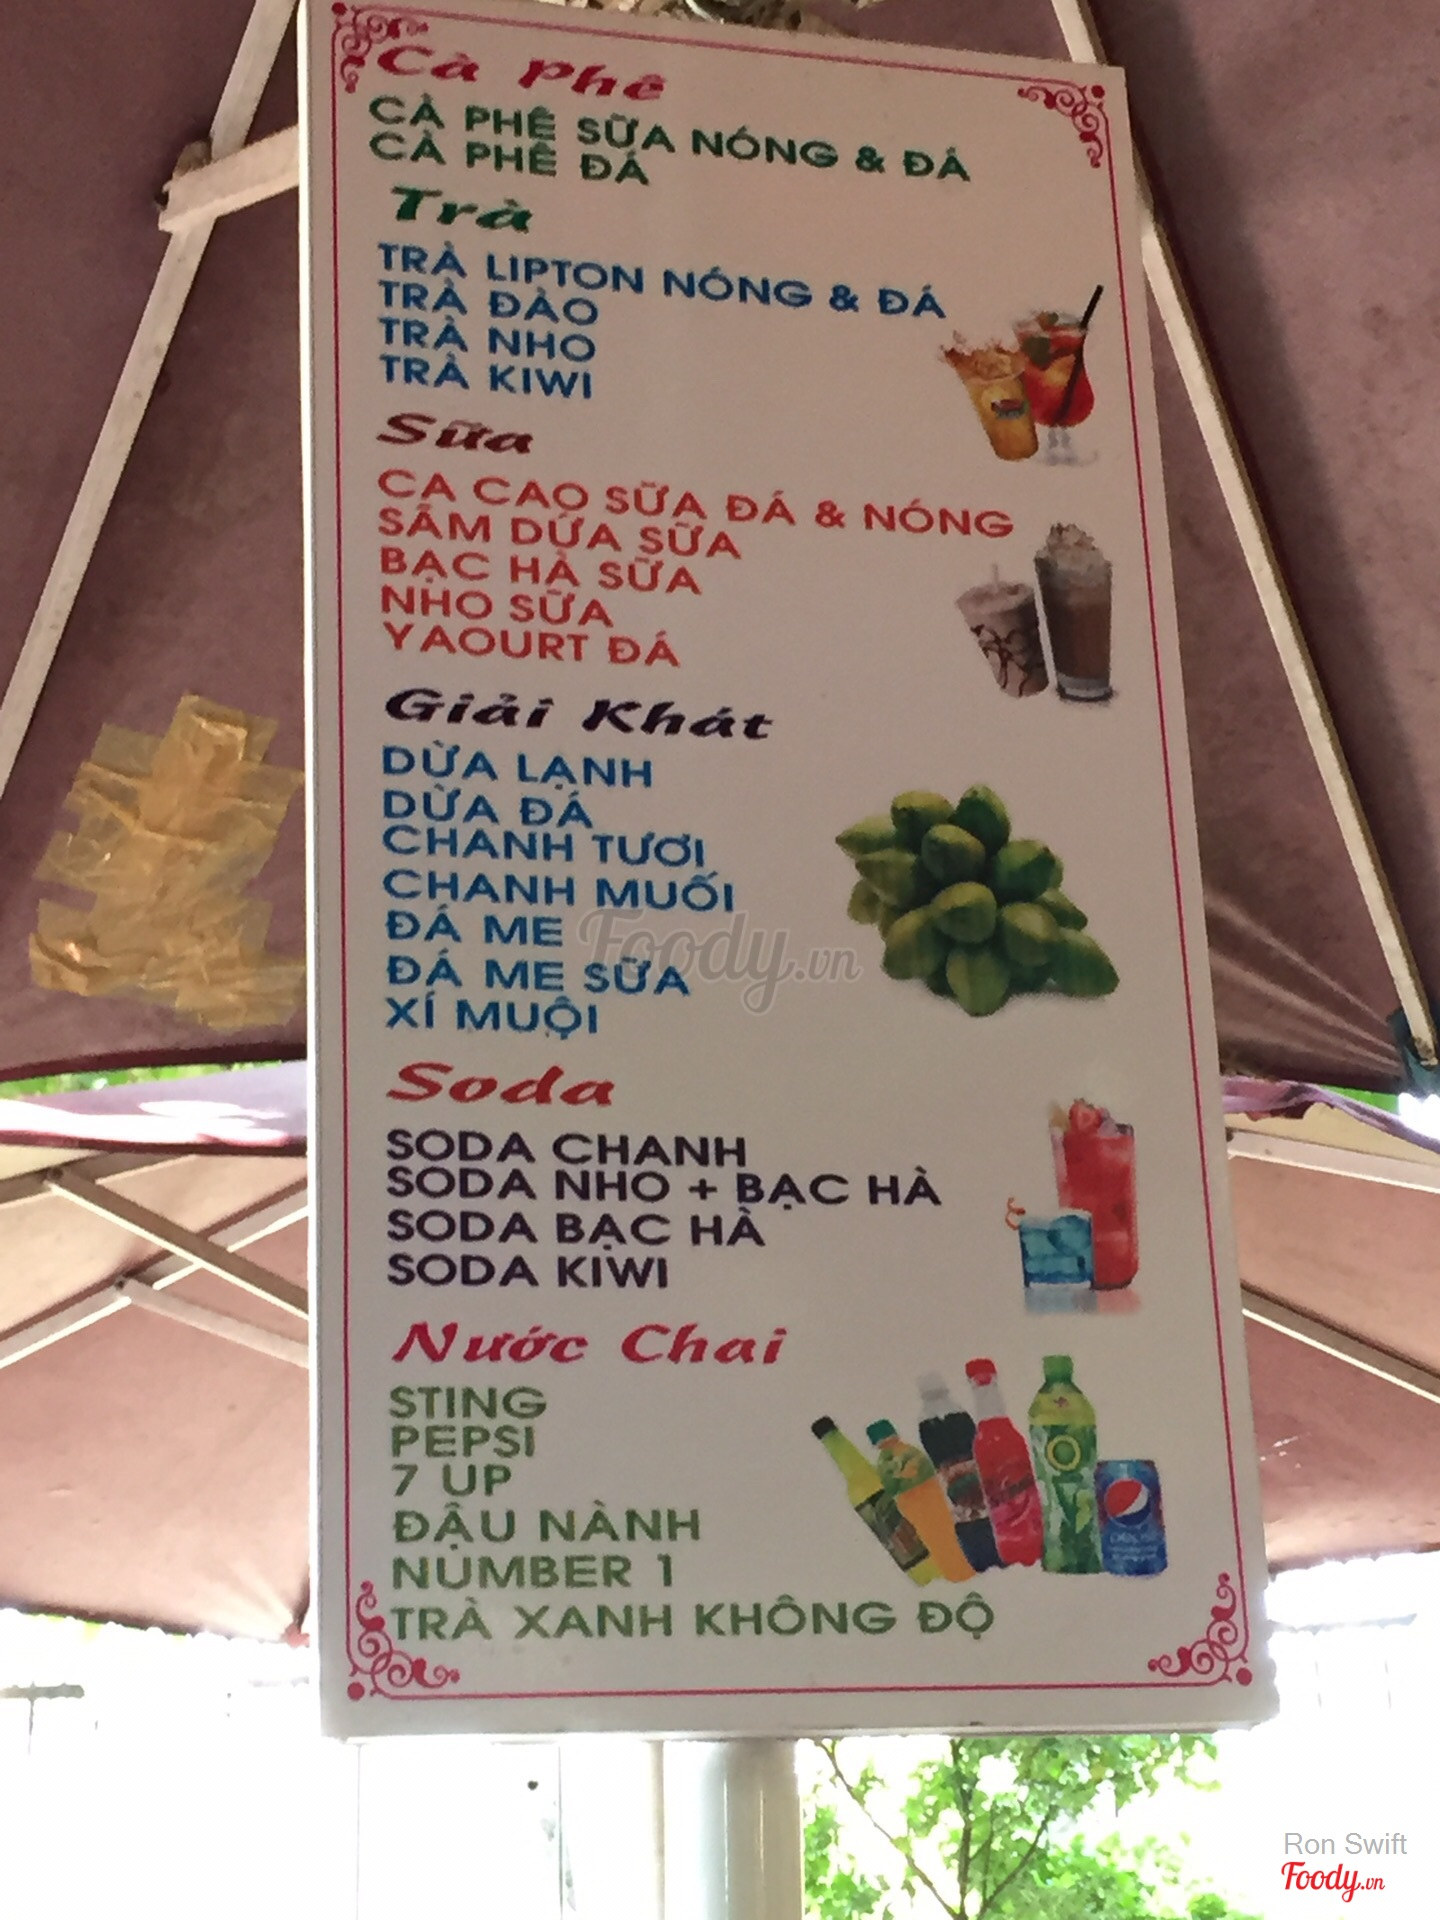 Cà Phê
CÀ PHÊ SỮA NÓNG & ĐÁ
CÀ PHÊ ĐÁ
Trà
TRÀ LIPTON NÓNG & ĐÁ
TRÀ ĐÀO
TRÀ NHO
TRÀ KIWI
Sữa
CA CAO SỮA ĐÁ & NÓNG
SÂM DỨA SỮA
BẠC HÀ SỮA
NHO SỮA
YAOURT ĐÁ
Giải Khát
DỪA LẠNH
DỪA ĐÁ
CHANH TƯƠI
CHANH MUỐI
ĐÁ ME
ĐÁ ME SỮA
XÍ MUỘI
Foody.vn
Soda
SODA CHANH
SODA NHO + BẠC HÀ
SODA BẠC HÀ
SODA KIWI
Nước Chai
STING
PEPSI
7 UP
ĐẬU NÀNH
NUMBER 1
TRÀ XANH KHÔNG ĐỘ
Ron Swift
Foody.vn